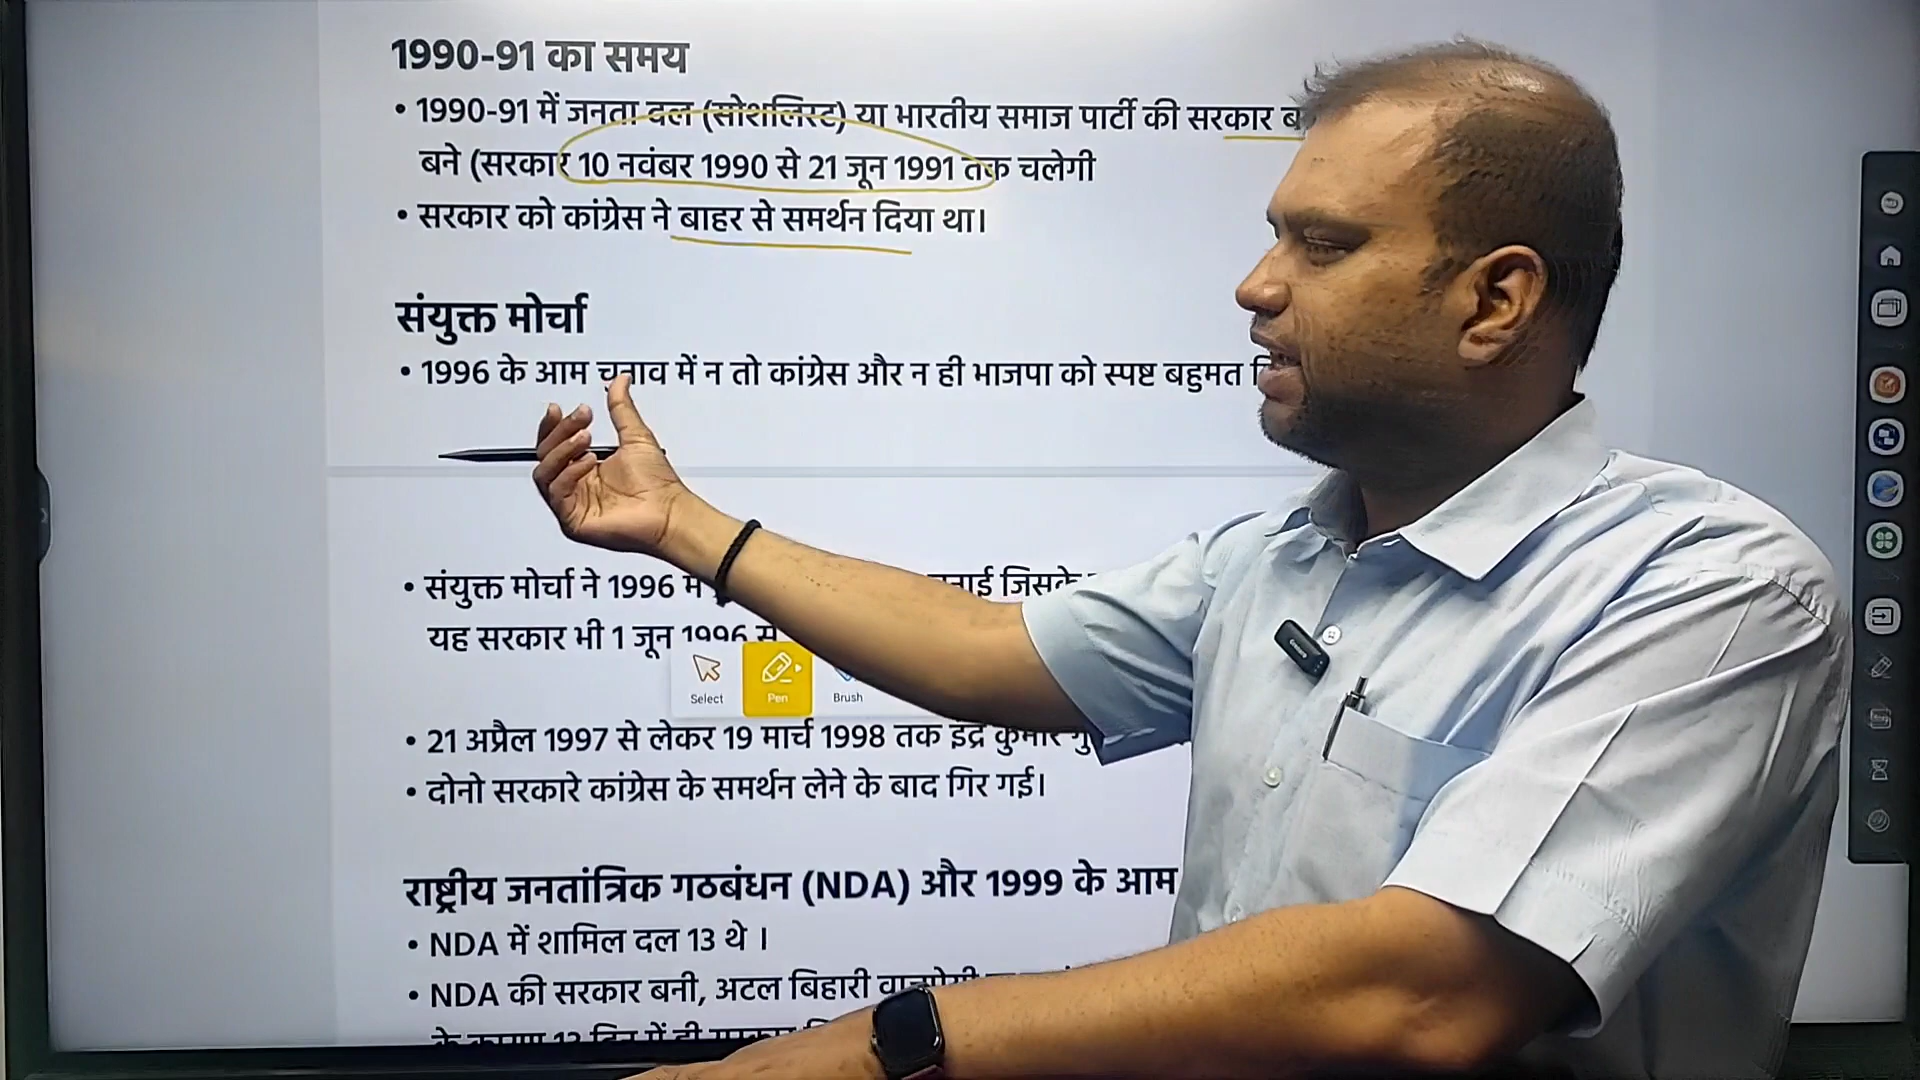 1990-91 का समय
• 1990-91 में जनता दल (सोशलिस्ट) या भारतीय समाज पार्टी की सरकार
बने (सरकार 10 नवंबर 1990 से 21 जून 1991 तक चलेगी
• सरकार को कांग्रेस ने बाहर से समर्थन दिया था।
संयुक्त मोर्चा
• 1996 के आम चुनाव में न तो कांग्रेस और न ही भाजपा को स्पष्ट बहुमत
• संयुक्त मोर्चा ने 1996 जिसके
यह सरकार भी 1 जून 1996 से
Select Pen Brush
• 21 अप्रैल 1997 से लेकर 19 मार्च 1998 तक इंद्र कुमार
• दोनो सरकारे कांग्रेस के समर्थन लेने के बाद गिर गई।
राष्ट्रीय जनतांत्रिक गठबंधन (NDA) और 1999 के आम
• NDA में शामिल दल 13 थे ।
• NDA की सरकार बनी, अटल बिहारी
के कारण 13 दिन में ही